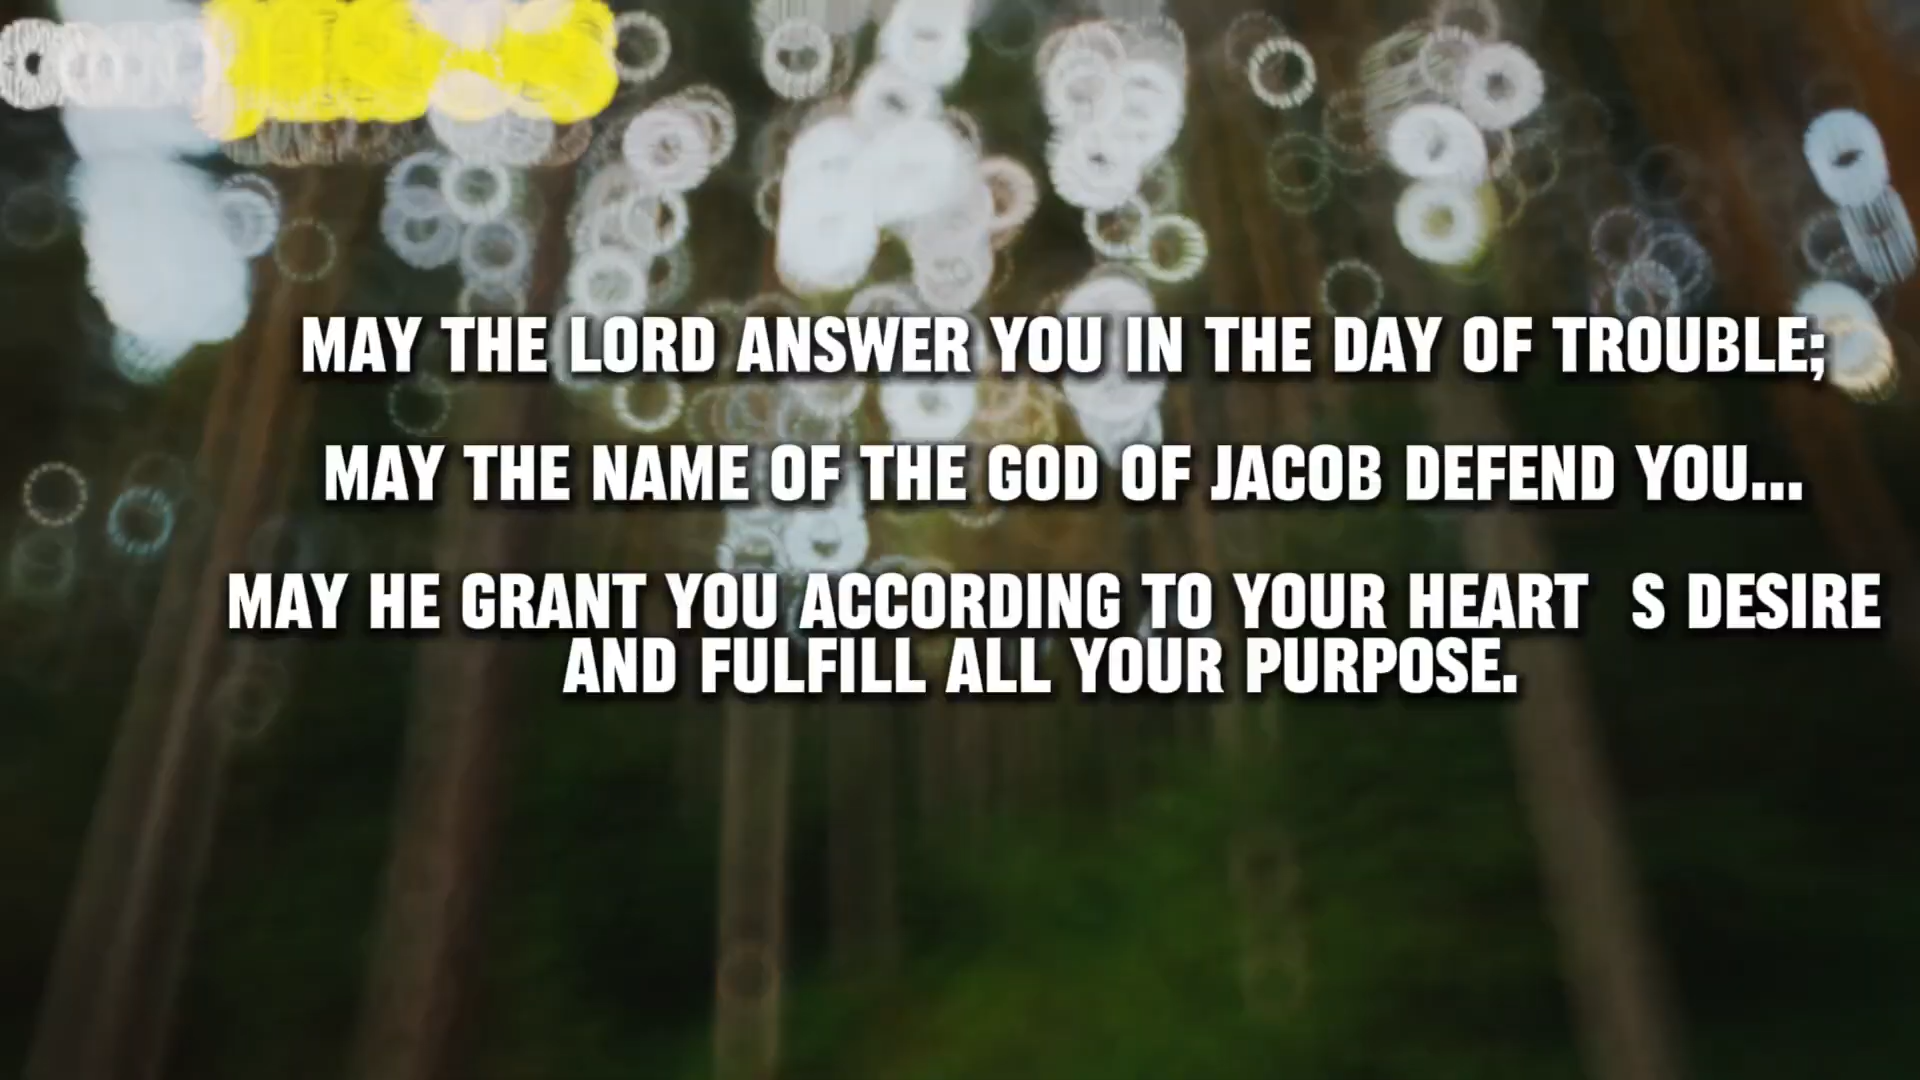 MAY THE LORD ANSWER YOU IN THE DAY OF TROUBLE;
MAY THE NAME OF THE GOD OF JACOB DEFEND YOU...
MAY HE GRANT YOU ACCORDING TO YOUR HEART  S DESIRE
AND FULFILL ALL YOUR PURPOSE.